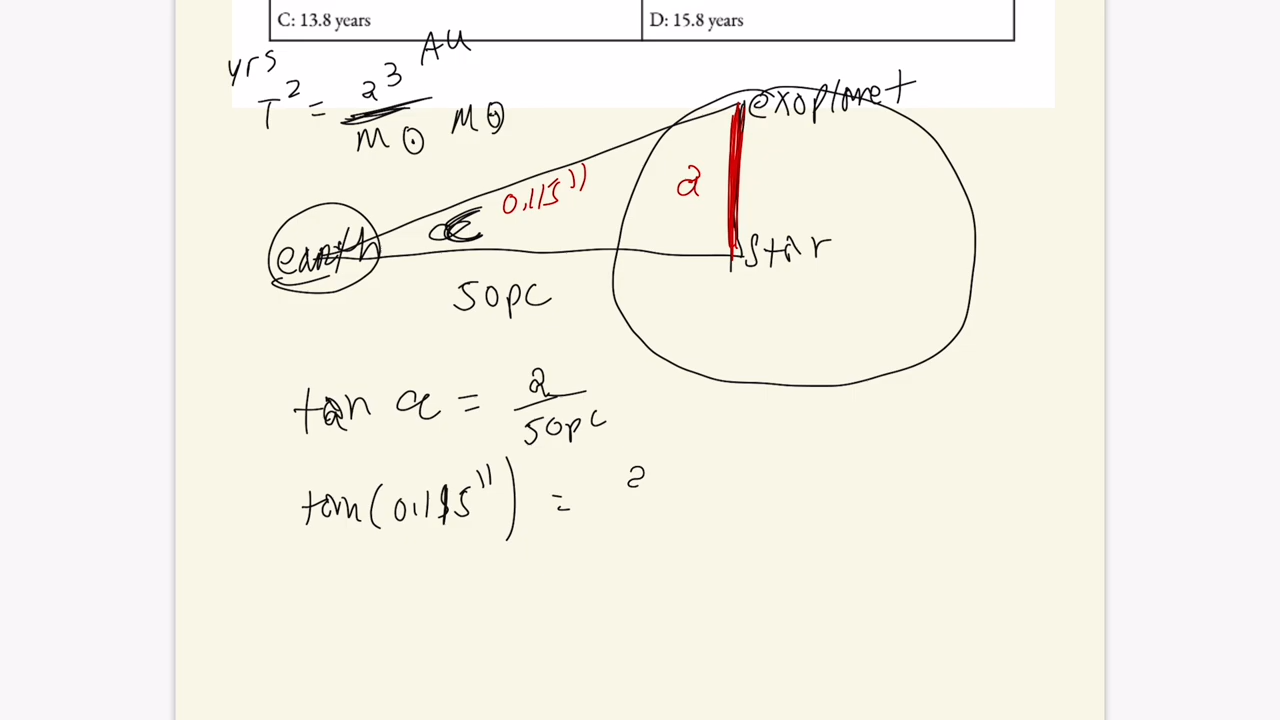 C: 13.8 years
D: 15.8 years
yrs
AU
T² = a³ / M☉ M☉
exoplanet
0.115"
a
earth
α
star
50pc
tan α = a / 50pc
tan(0.115") = a